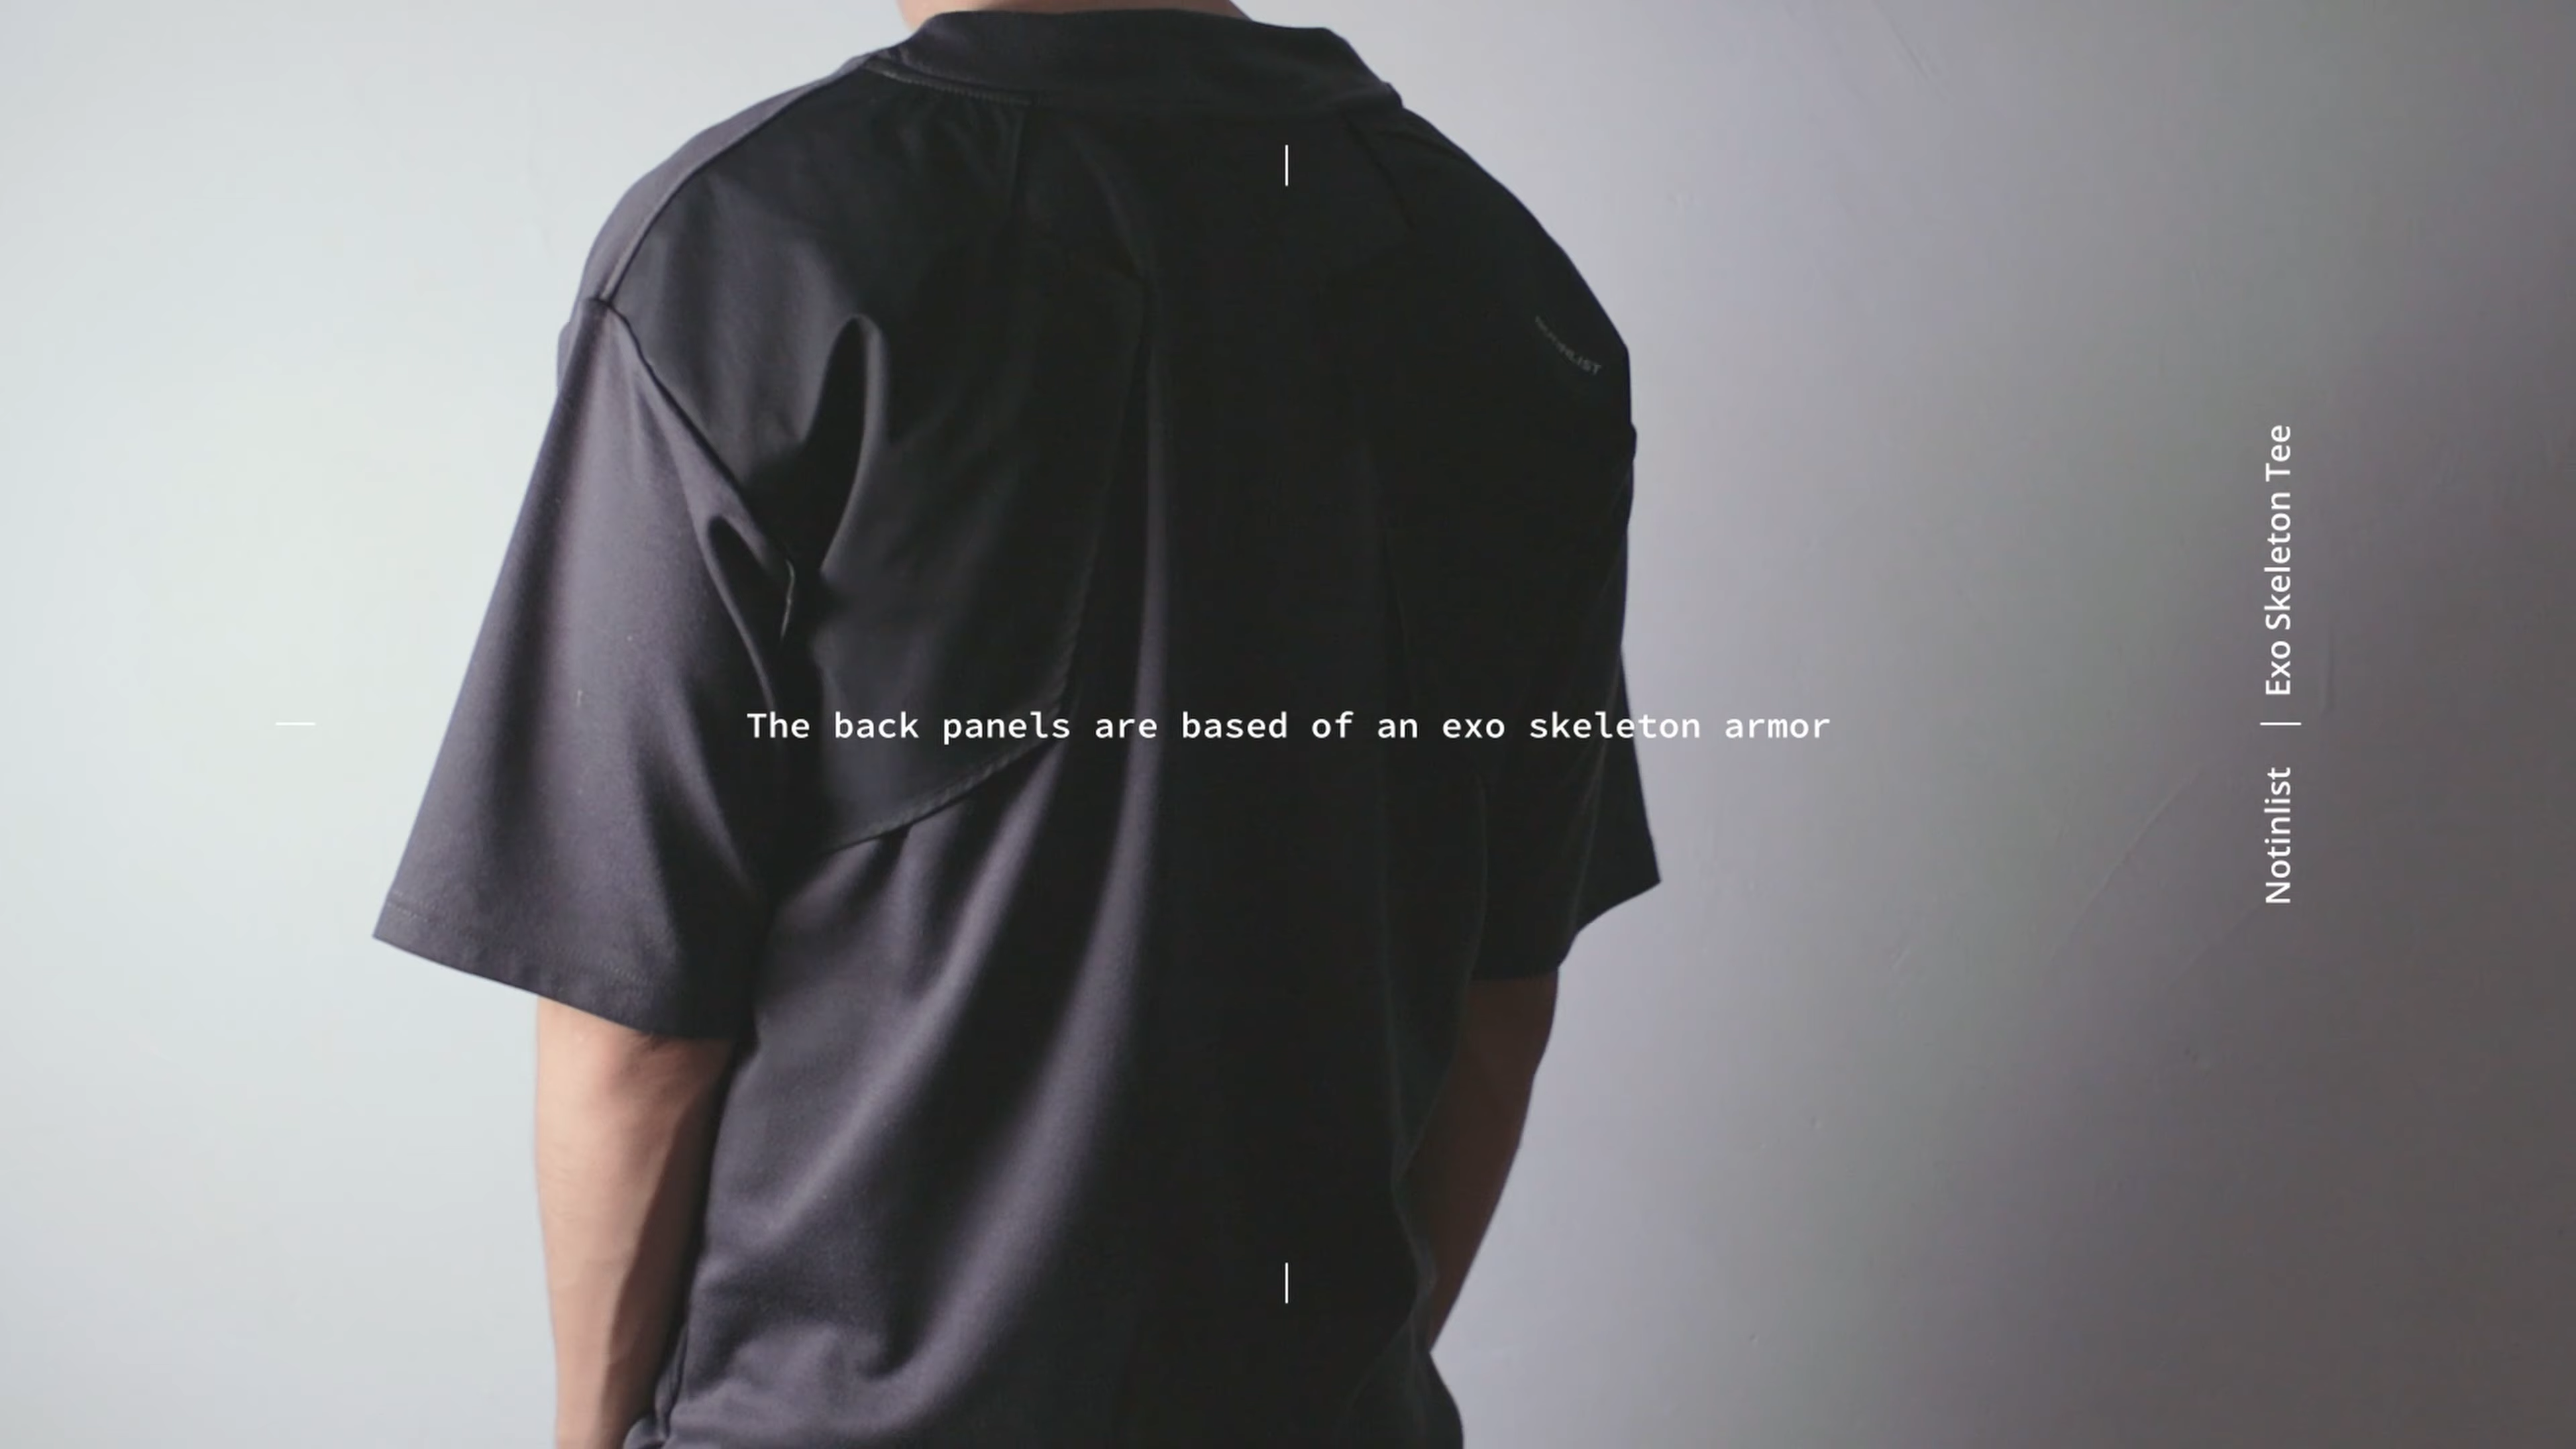 The back panels are based of an exo skeleton armor
Notinlist | Exo Skeleton Tee